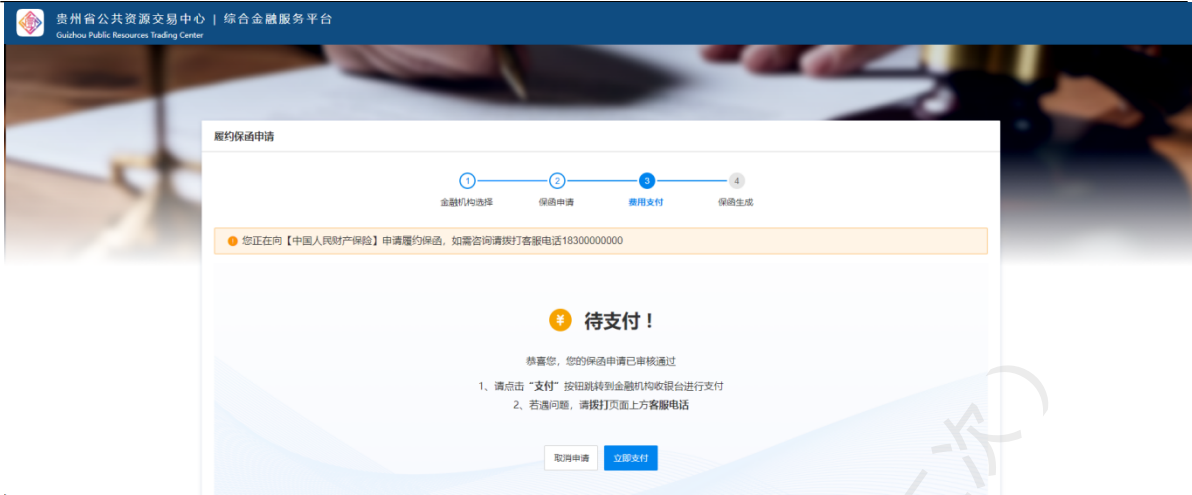 贵州省公共资源交易中心 | 综合金融服务平台
Guizhou Public Resources Trading Center
履约保函申请
1 2 3 4
金融机构选择 保函申请 费用支付 保函生成
您正在向【中国人民财产保险】申请履约保函，如需咨询请拨打客服电话18300000000
¥ 待支付！
恭喜您，您的保函申请已审核通过
1、请点击“支付”按钮跳转到金融机构收银台进行支付
2、若遇问题，请拨打页面上方客服电话
取消申请 立即支付
次）